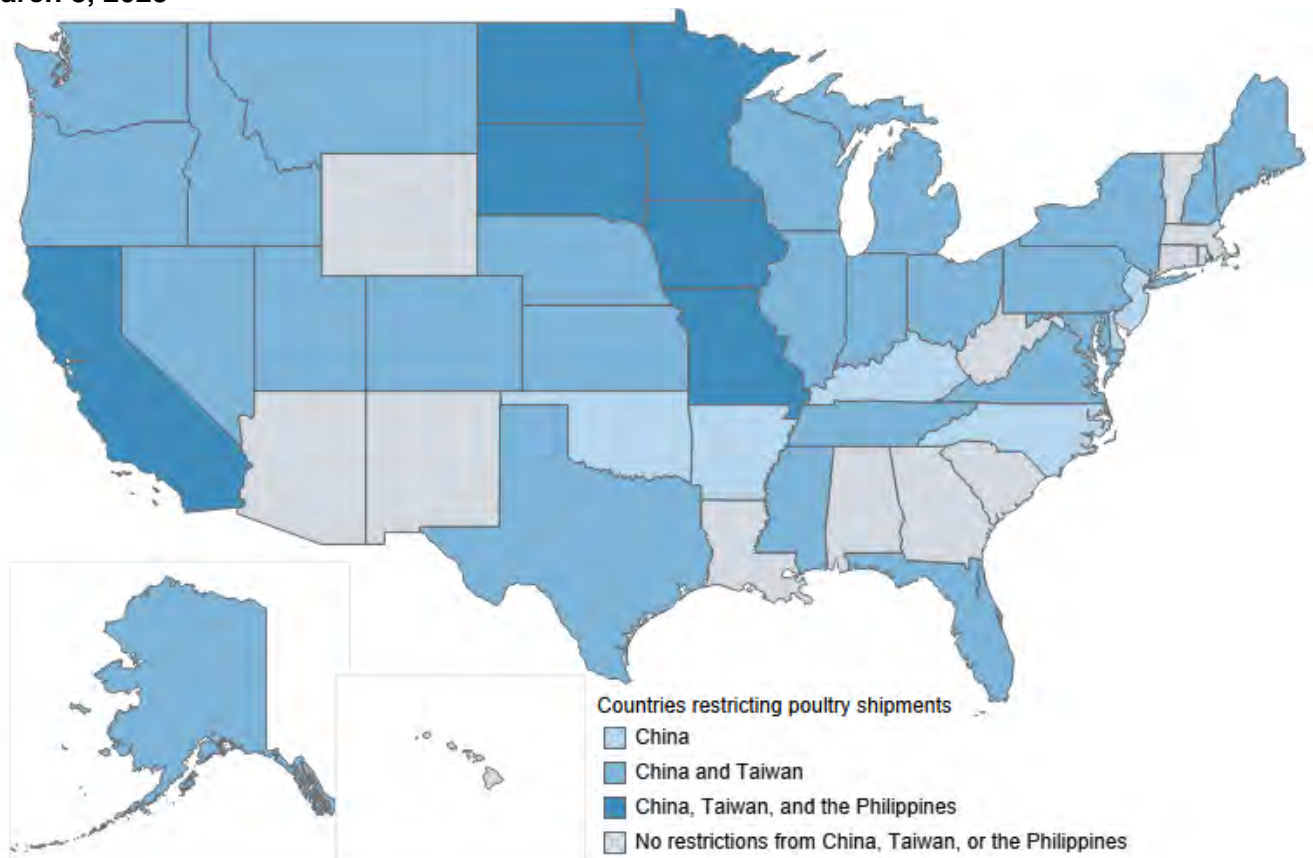 Countries restricting poultry shipments
China
China and Taiwan
China, Taiwan, and the Philippines
No restrictions from China, Taiwan, or the Philippines